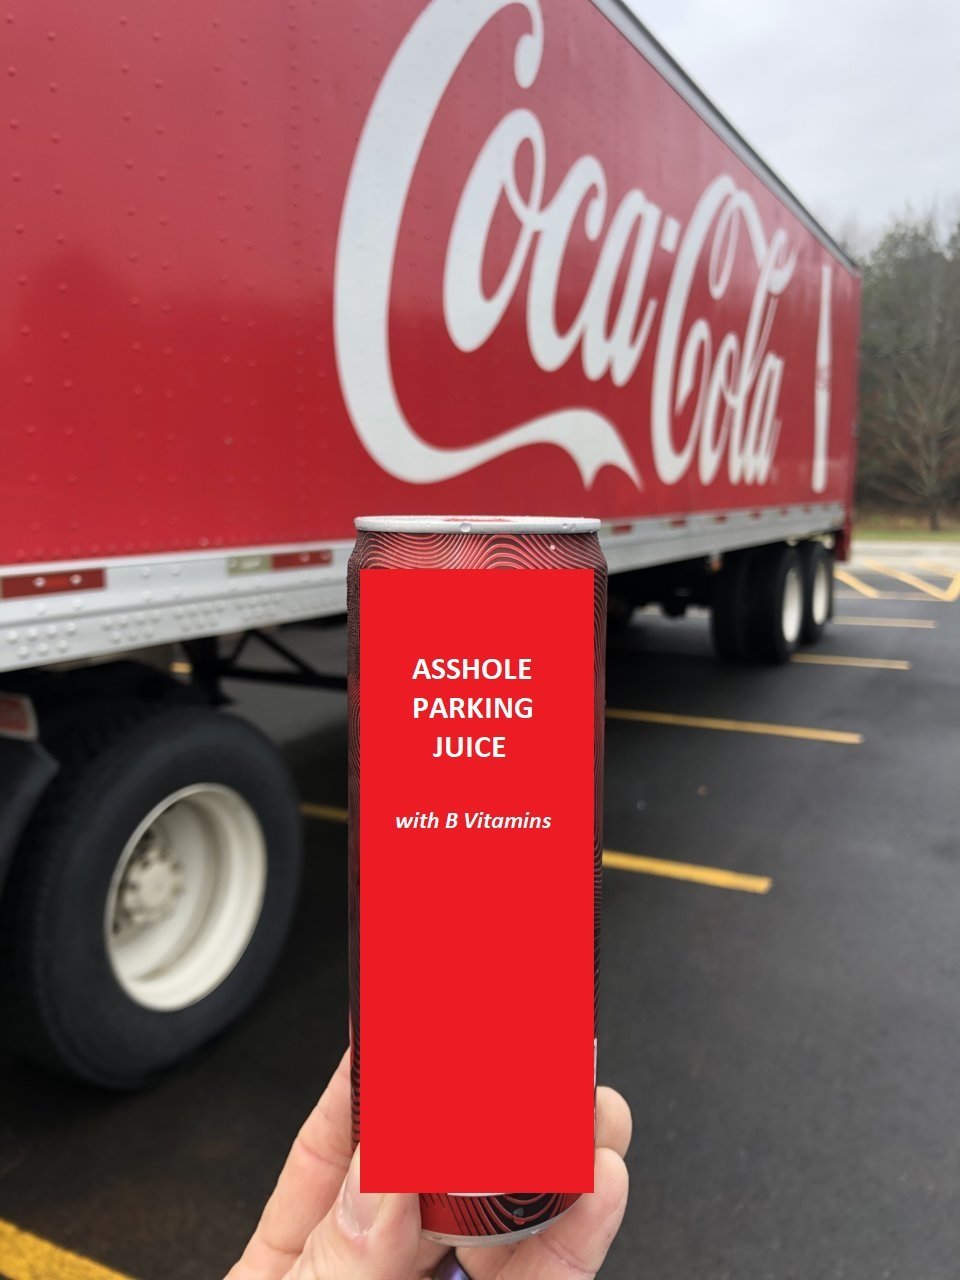 Coca-Cola
ASSHOLE
PARKING
JUICE
with B Vitamins